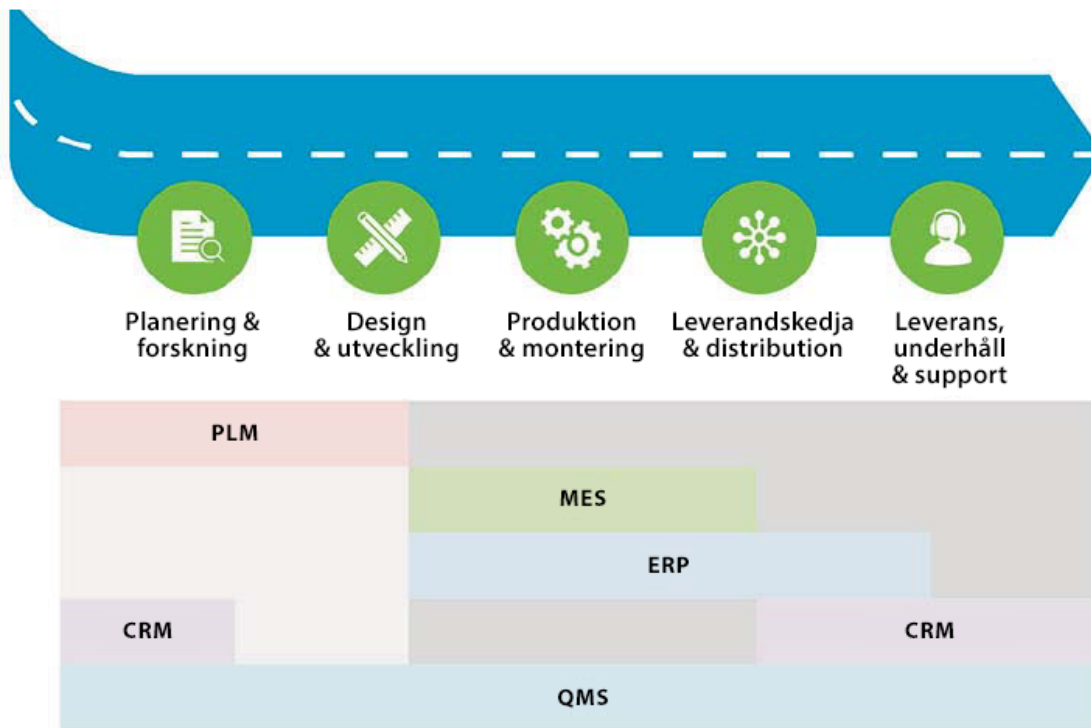 Planering &
forskning
Design
& utveckling
Produktion
& montering
Leverandskedja
& distribution
Leverans,
underhåll
& support
PLM
MES
ERP
CRM
CRM
QMS